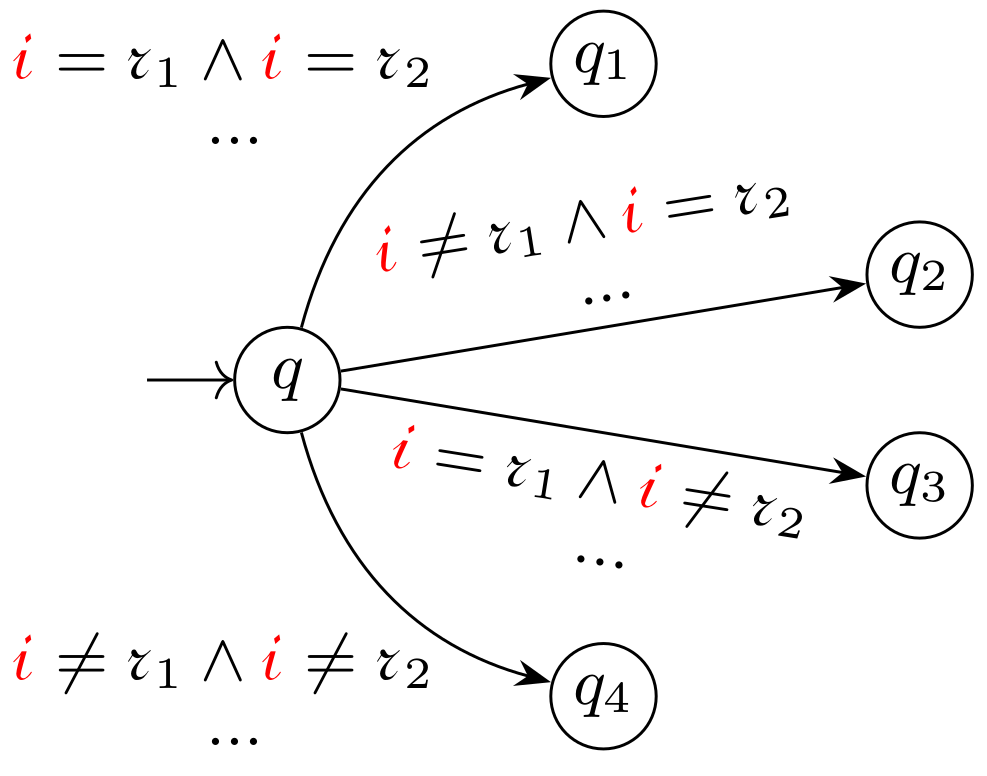 i = r₁ ∧ i = r₂
...
q₁
i ≠ r₁ ∧ i = r₂
...
q₂
q
i = r₁ ∧ i ≠ r₂
...
q₃
i ≠ r₁ ∧ i ≠ r₂
...
q₄